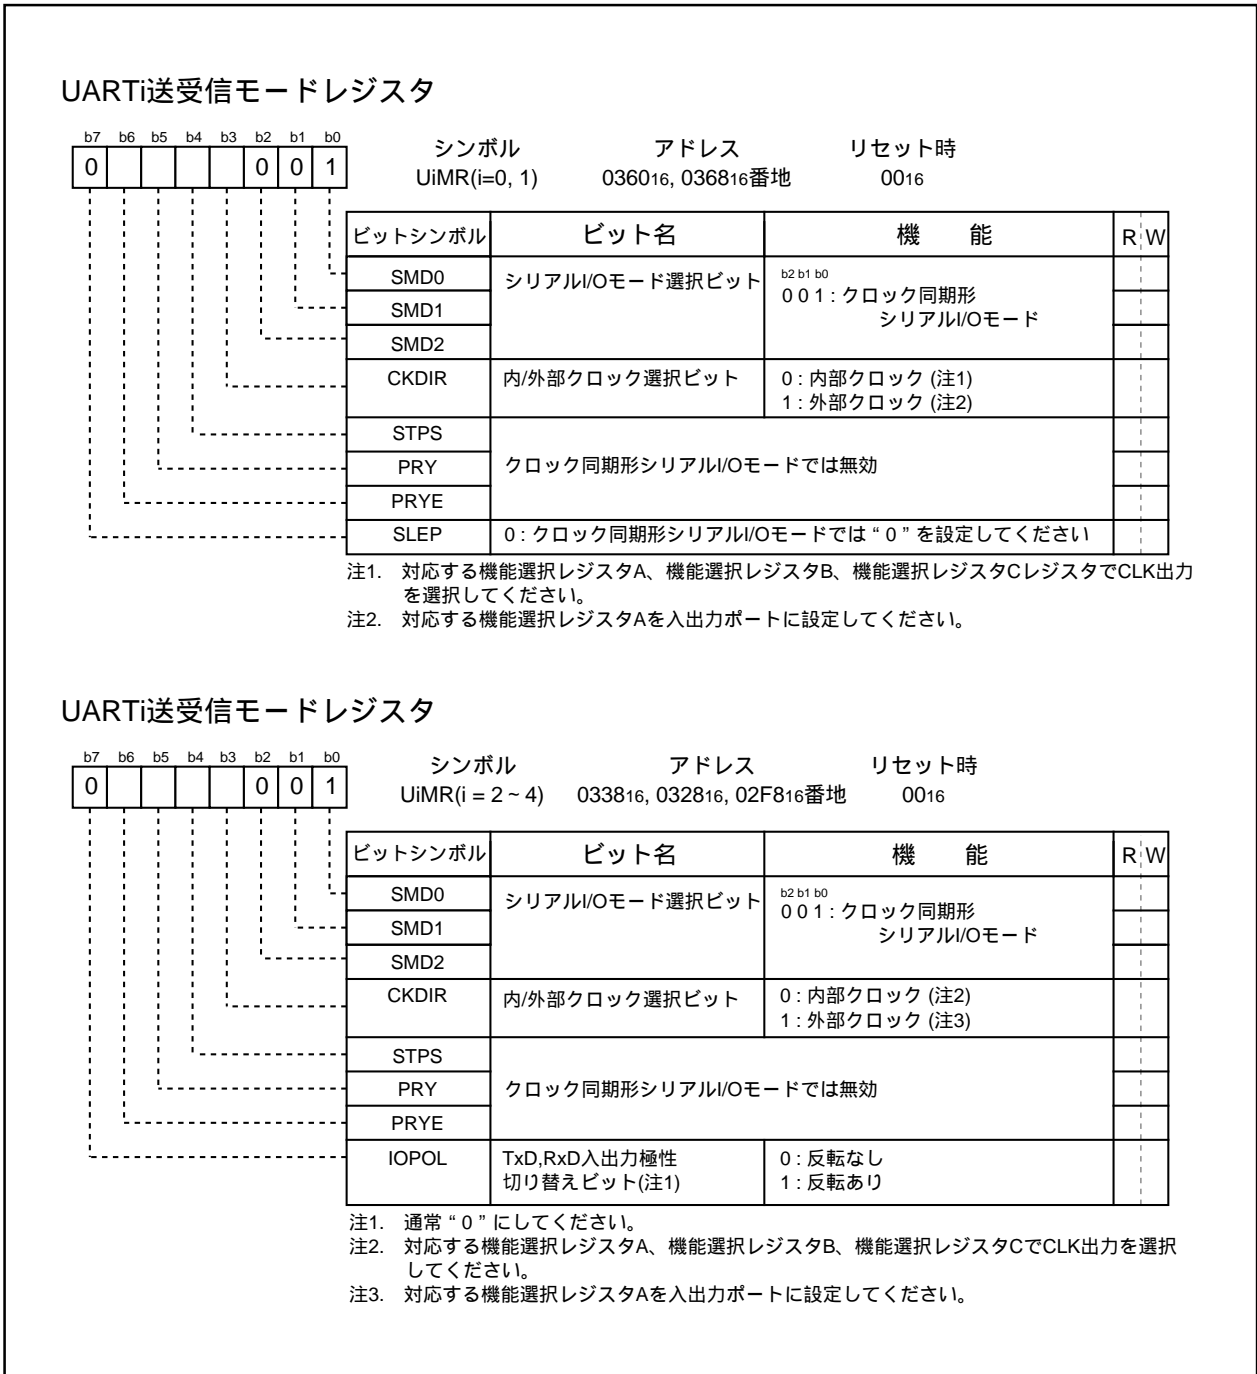 UARTi送受信モードレジスタ
b7 b6 b5 b4 b3 b2 b1 b0
0 0 0 1
シンボル アドレス リセット時
UiMR(i=0, 1) 036016, 036816番地 0016
ビットシンボル ビット名 機 能 R W
SMD0 シリアルI/Oモード選択ビット b2 b1 b0
0 0 1 : クロック同期形
シリアルI/Oモード
SMD1
SMD2
CKDIR 内/外部クロック選択ビット 0 : 内部クロック (注1)
1 : 外部クロック (注2)
STPS
PRY クロック同期形シリアルI/Oモードでは無効
PRYE
SLEP 0 : クロック同期形シリアルI/Oモードでは “ 0 ” を設定してください
注1. 対応する機能選択レジスタA、機能選択レジスタB、機能選択レジスタCレジスタでCLK出力
を選択してください。
注2. 対応する機能選択レジスタAを入出力ポートに設定してください。
UARTi送受信モードレジスタ
b7 b6 b5 b4 b3 b2 b1 b0
0 0 0 1
シンボル アドレス リセット時
UiMR(i = 2 ~ 4) 033816, 032816, 02F816番地 0016
ビットシンボル ビット名 機 能 R W
SMD0 シリアルI/Oモード選択ビット b2 b1 b0
0 0 1 : クロック同期形
シリアルI/Oモード
SMD1
SMD2
CKDIR 内/外部クロック選択ビット 0 : 内部クロック (注2)
1 : 外部クロック (注3)
STPS
PRY クロック同期形シリアルI/Oモードでは無効
PRYE
IOPOL TxD,RxD入出力極性 0 : 反転なし
切り替えビット(注1) 1 : 反転あり
注1. 通常 “ 0 ” にしてください。
注2. 対応する機能選択レジスタA、機能選択レジスタB、機能選択レジスタCでCLK出力を選択
してください。
注3. 対応する機能選択レジスタAを入出力ポートに設定してください。